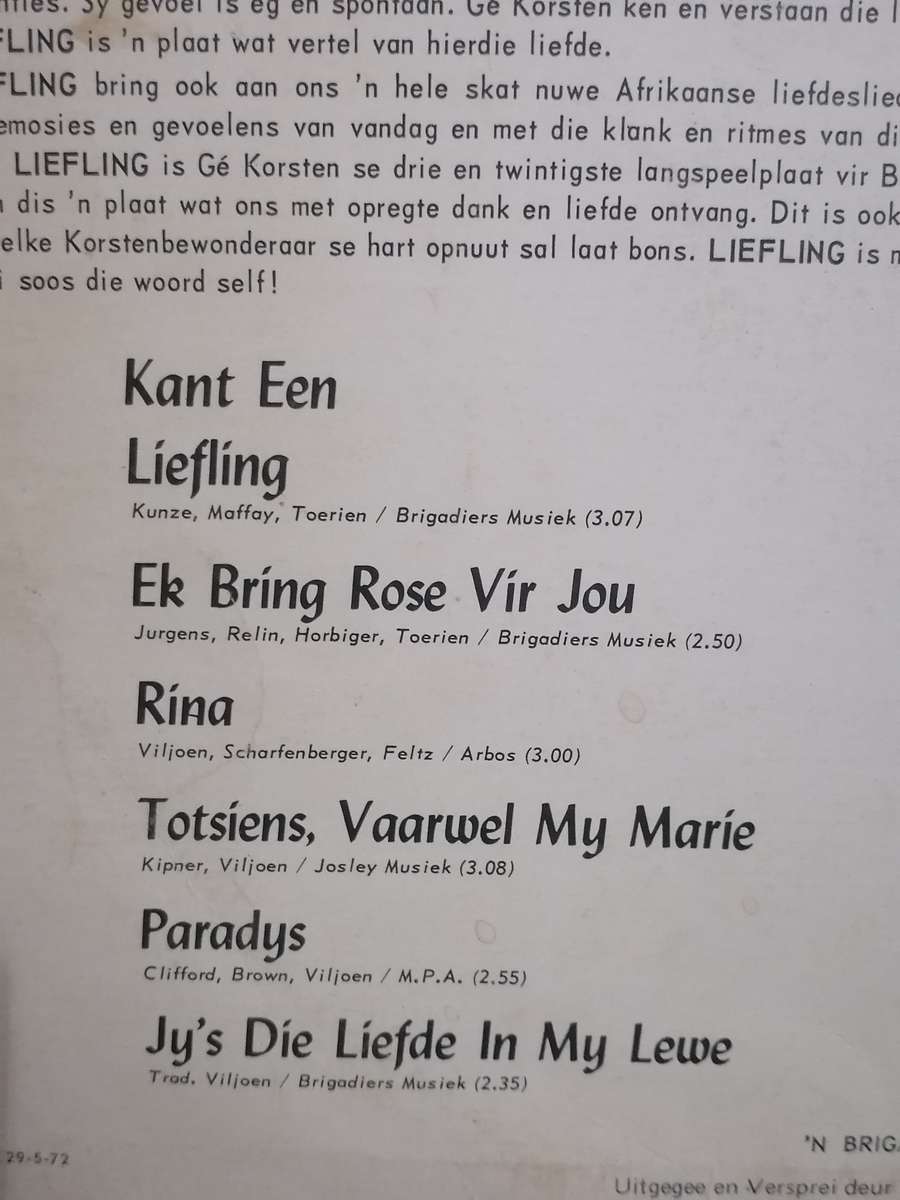 Sy gevoel is eg en spontaan. Gé Korsten ken en verstaan die
FLING is 'n plaat wat vertel van hierdie liefde.
FLING bring ook aan ons 'n hele skat nuwe Afrikaanse liefdeslied
emosies en gevoelens van vandag en met die klank en ritmes van di
LIEFLING is Gé Korsten se drie en twintigste langspeelplaat vir B
dis 'n plaat wat ons met opregte dank en liefde ontvang. Dit is ook
elke Korstenbewonderaar se hart opnuut sal laat bons. LIEFLING is
soos die woord self!
Kant Een
Liefling
Kunze, Maffay, Toerien / Brigadiers Musiek (3.07)
Ek Bring Rose Vir Jou
Jurgens, Relin, Horbiger, Toerien / Brigadiers Musiek (2.50)
Rina
Viljoen, Scharfenberger, Feltz / Arbos (3.00)
Totsiens, Vaarwel My Marie
Kipner, Viljoen / Josley Musiek (3.08)
Paradys
Clifford, Brown, Viljoen / M.P.A. (2.55)
Jy's Die Liefde In My Lewe
Trad. Viljoen / Brigadiers Musiek (2.35)
'N BRIG
29-5-72
Uitgegee en Versprei deur